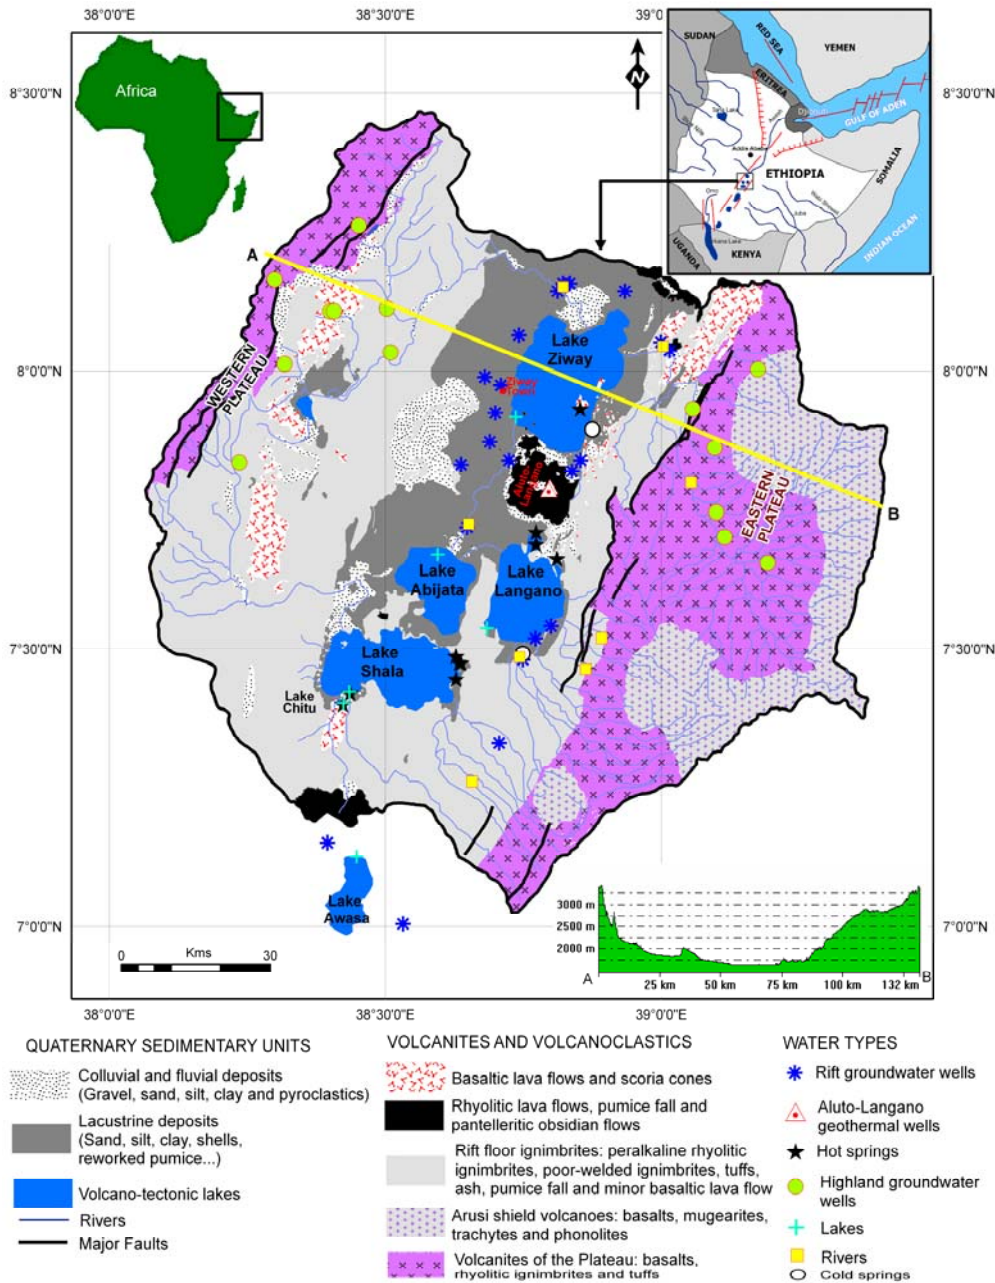 38°0'0"E
38°30'0"E
39°0
8°30'0"N
8°30'0"N
8°0'0"N
8°0'0"N
7°30'0"N
7°30'0"N
7°0'0"N
7°0'0"N
38°0'0"E
38°30'0"E
39°0'0"E
Africa
N
SUDAN
RED SEA
YEMEN
ERITREA
Djibouti
GULF OF ADEN
Tana Lake
Addis Ababa
ETHIOPIA
SOMALIA
Omo
UGANDA
KENYA
INDIAN OCEAN
A
B
WESTERN
PLATEAU
EASTERN
PLATEAU
Lake
Ziway
Ziway
Town
Aluto-
Langano
Lake
Abijata
Lake
Langano
Lake
Shala
Lake
Chitu
Lake
Awasa
0
Kms
30
3000 m
2500 m
2000 m
A
B
25 km
50 km
75 km
100 km
132 km
QUATERNARY SEDIMENTARY UNITS
Colluvial and fluvial deposits
(Gravel, sand, silt, clay and pyroclastics)
Lacustrine deposits
(Sand, silt, clay, shells,
reworked pumice...)
Volcano-tectonic lakes
Rivers
Major Faults
VOLCANITES AND VOLCANOCLASTICS
Basaltic lava flows and scoria cones
Rhyolitic lava flows, pumice fall and
pantelleritic obsidian flows
Rift floor ignimbrites: peralkaline rhyolitic
ignimbrites, poor-welded ignimbrites, tuffs,
ash, pumice fall and minor basaltic lava flow
Arusi shield volcanoes: basalts, mugearites,
trachytes and phonolites
Volcanites of the Plateau: basalts,
rhyolitic ignimbrites and tuffs
WATER TYPES
Rift groundwater wells
Aluto-Langano
geothermal wells
Hot springs
Highland groundwater
wells
Lakes
Rivers
Cold springs